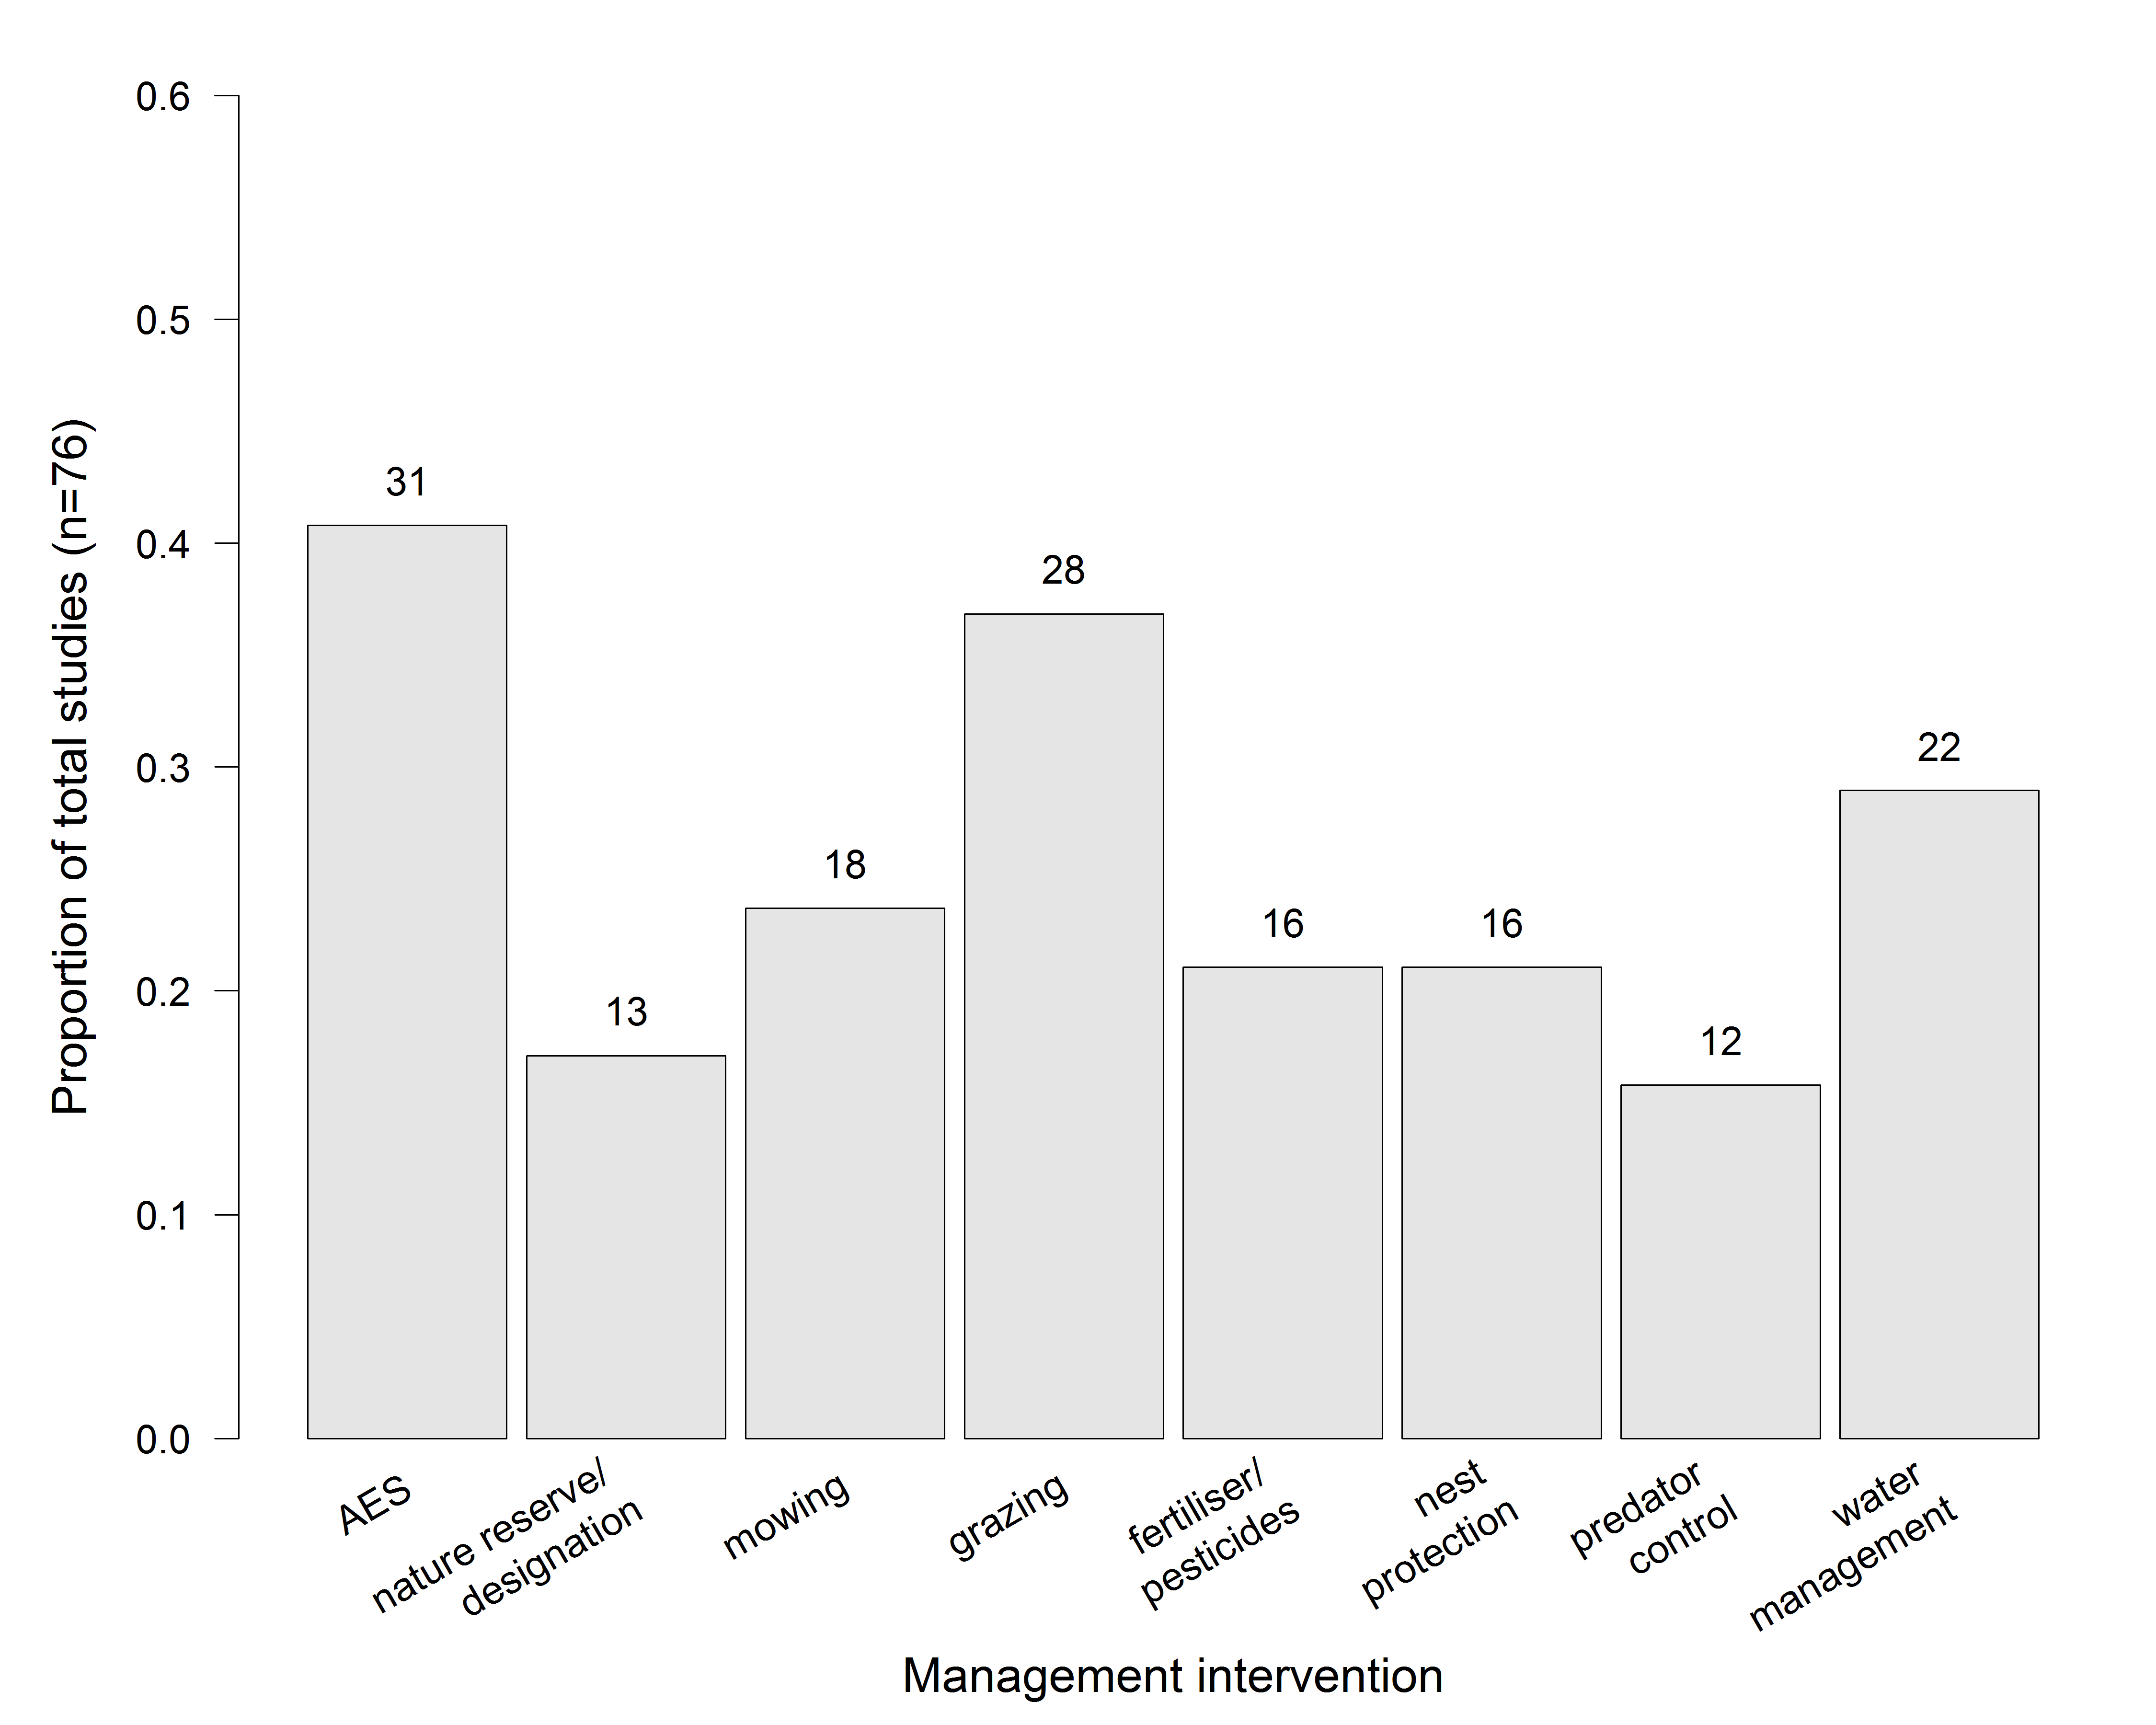 0.6
0.5
0.4
0.3
0.2
0.1
0.0
Proportion of total studies (n=76)
31
13
18
28
16
16
12
22
AES
nature reserve/
designation
mowing
grazing
fertiliser/
pesticides
nest
protection
predator
control
water
management
Management intervention